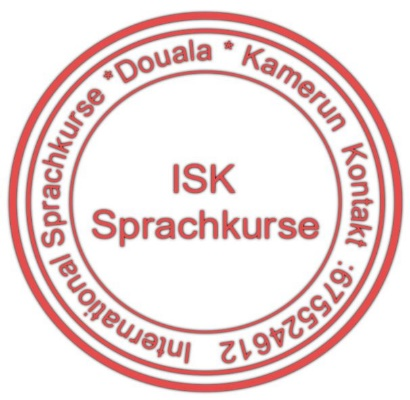 International Sprachkurse *Douala * Kamerun Kontakt :675524612
ISK
Sprachkurse